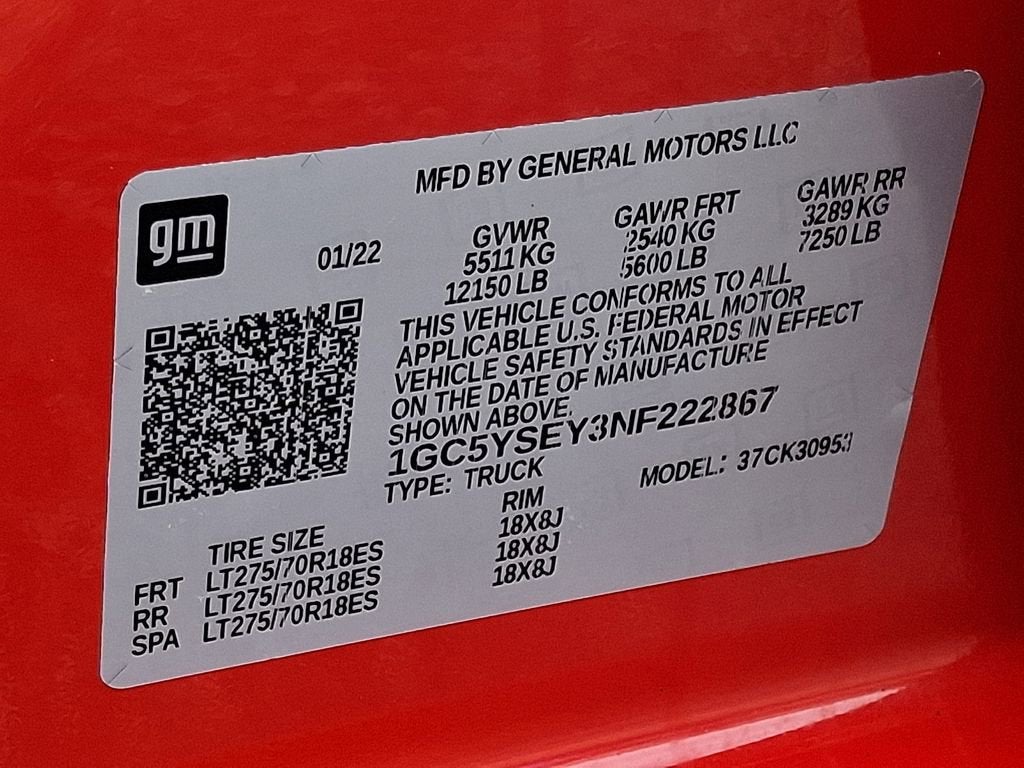 MFD BY GENERAL MOTORS LLC
gm
01/22
GVWR GAWR FRT GAWR RR
5511 KG 2540 KG 3289 KG
12150 LB 5600 LB 7250 LB
THIS VEHICLE CONFORMS TO ALL
APPLICABLE U.S. FEDERAL MOTOR
VEHICLE SAFETY STANDARDS IN EFFECT
ON THE DATE OF MANUFACTURE
SHOWN ABOVE.
1GC5YSEY3NF222867
TYPE: TRUCK MODEL: 37CK30953
TIRE SIZE RIM
FRT LT275/70R18ES 18X8J
RR LT275/70R18ES 18X8J
SPA LT275/70R18ES 18X8J